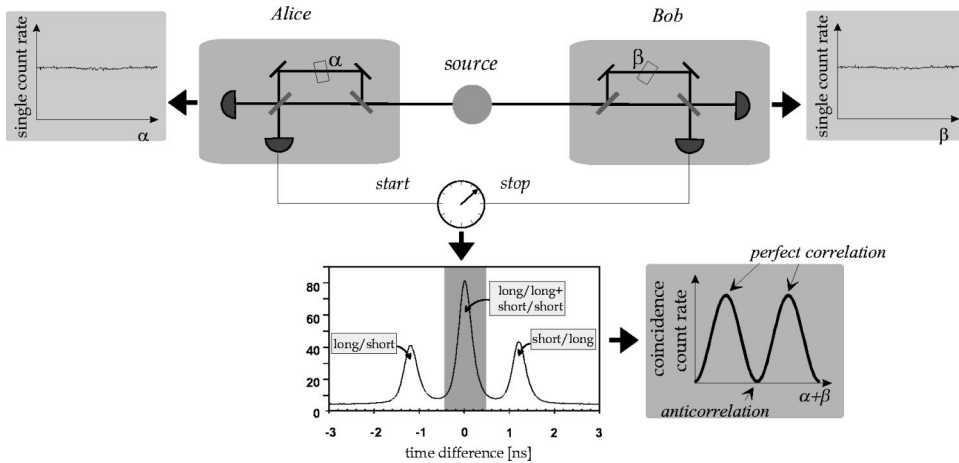 Alice
Bob
single count rate
α
α
source
β
single count rate
β
start
stop
80
60
40
20
0
long/long+
short/short
long/short
short/long
-3
-2
-1
0
1
2
3
time difference [ns]
perfect correlation
coincidence
count rate
α+β
anticorrelation